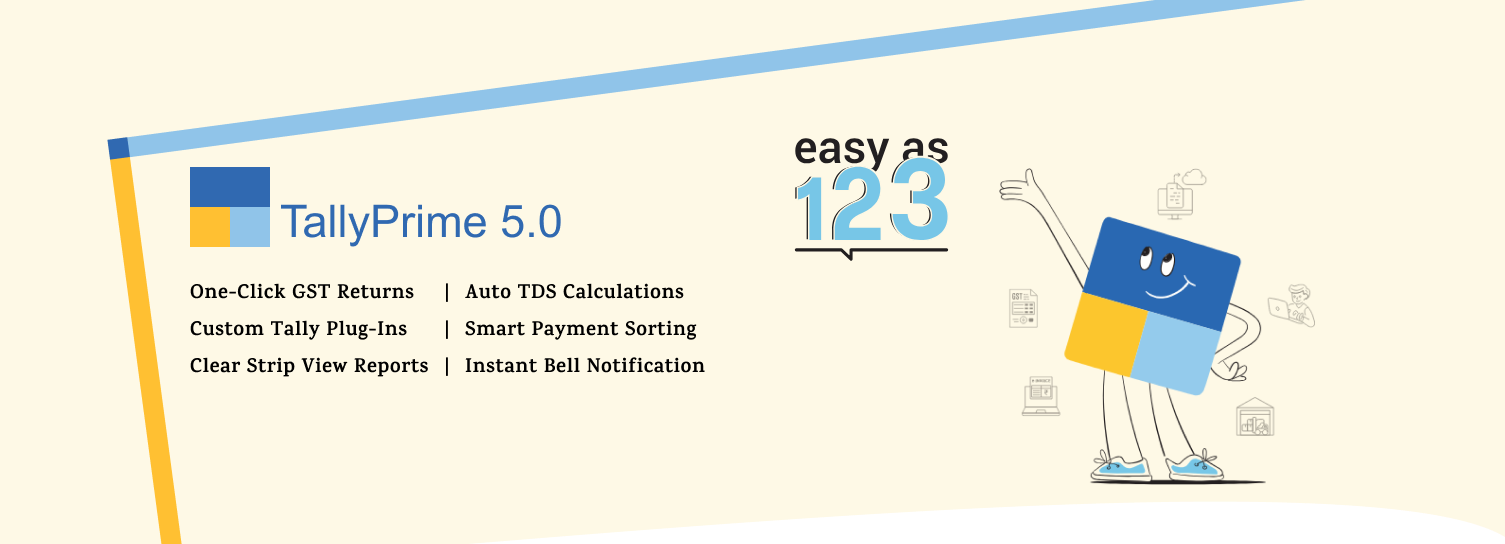 easy as
123
TallyPrime 5.0
One-Click GST Returns | Auto TDS Calculations
Custom Tally Plug-Ins | Smart Payment Sorting
Clear Strip View Reports | Instant Bell Notification
GST